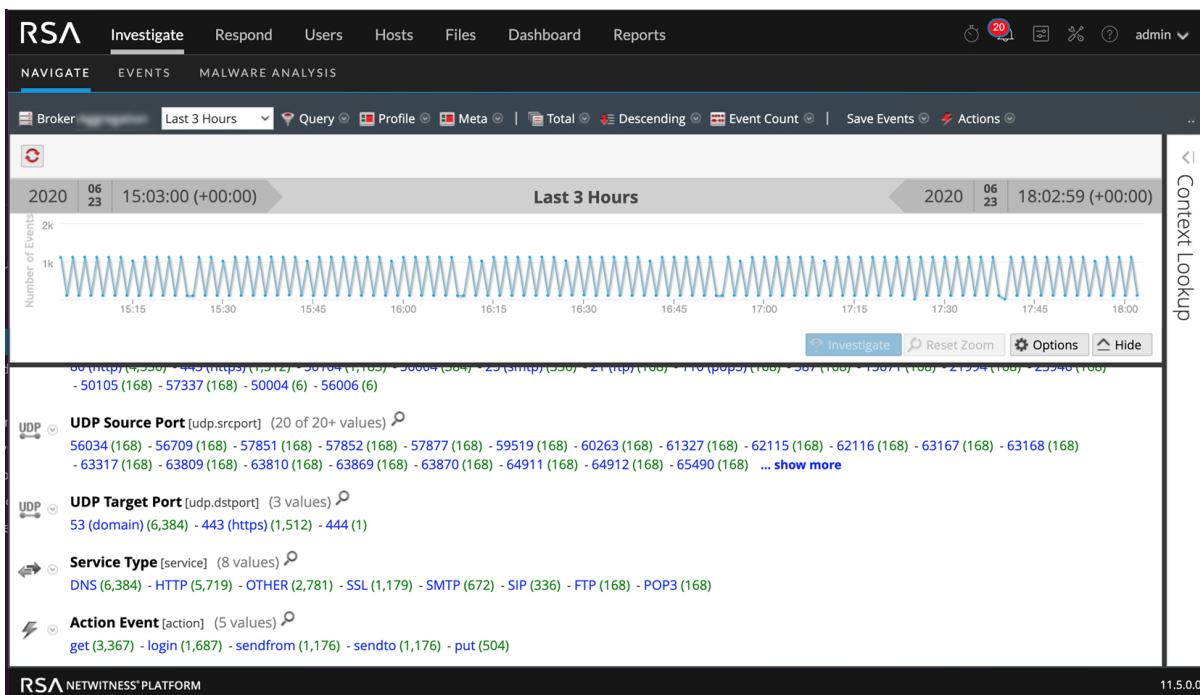 RSA Investigate Respond Users Hosts Files Dashboard Reports 20 admin
NAVIGATE EVENTS MALWARE ANALYSIS
Broker Last 3 Hours Query Profile Meta | Total Descending Event Count | Save Events Actions ..
2020 06 23 15:03:00 (+00:00) Last 3 Hours 2020 06 23 18:02:59 (+00:00)
Context Lookup
Number of Events
2k
1k
15:15 15:30 15:45 16:00 16:15 16:30 16:45 17:00 17:15 17:30 17:45 18:00
Investigate Reset Zoom Options Hide
- 50105 (168) - 57337 (168) - 50004 (6) - 56006 (6)
UDP UDP Source Port [udp.srcport] (20 of 20+ values)
56034 (168) - 56709 (168) - 57851 (168) - 57852 (168) - 57877 (168) - 59519 (168) - 60263 (168) - 61327 (168) - 62115 (168) - 62116 (168) - 63167 (168) - 63168 (168)
- 63317 (168) - 63809 (168) - 63810 (168) - 63869 (168) - 63870 (168) - 64911 (168) - 64912 (168) - 65490 (168) ... show more
UDP UDP Target Port [udp.dstport] (3 values)
53 (domain) (6,384) - 443 (https) (1,512) - 444 (1)
Service Type [service] (8 values)
DNS (6,384) - HTTP (5,719) - OTHER (2,781) - SSL (1,179) - SMTP (672) - SIP (336) - FTP (168) - POP3 (168)
Action Event [action] (5 values)
get (3,367) - login (1,687) - sendfrom (1,176) - sendto (1,176) - put (504)
RSA NETWITNESS® PLATFORM 11.5.0.0